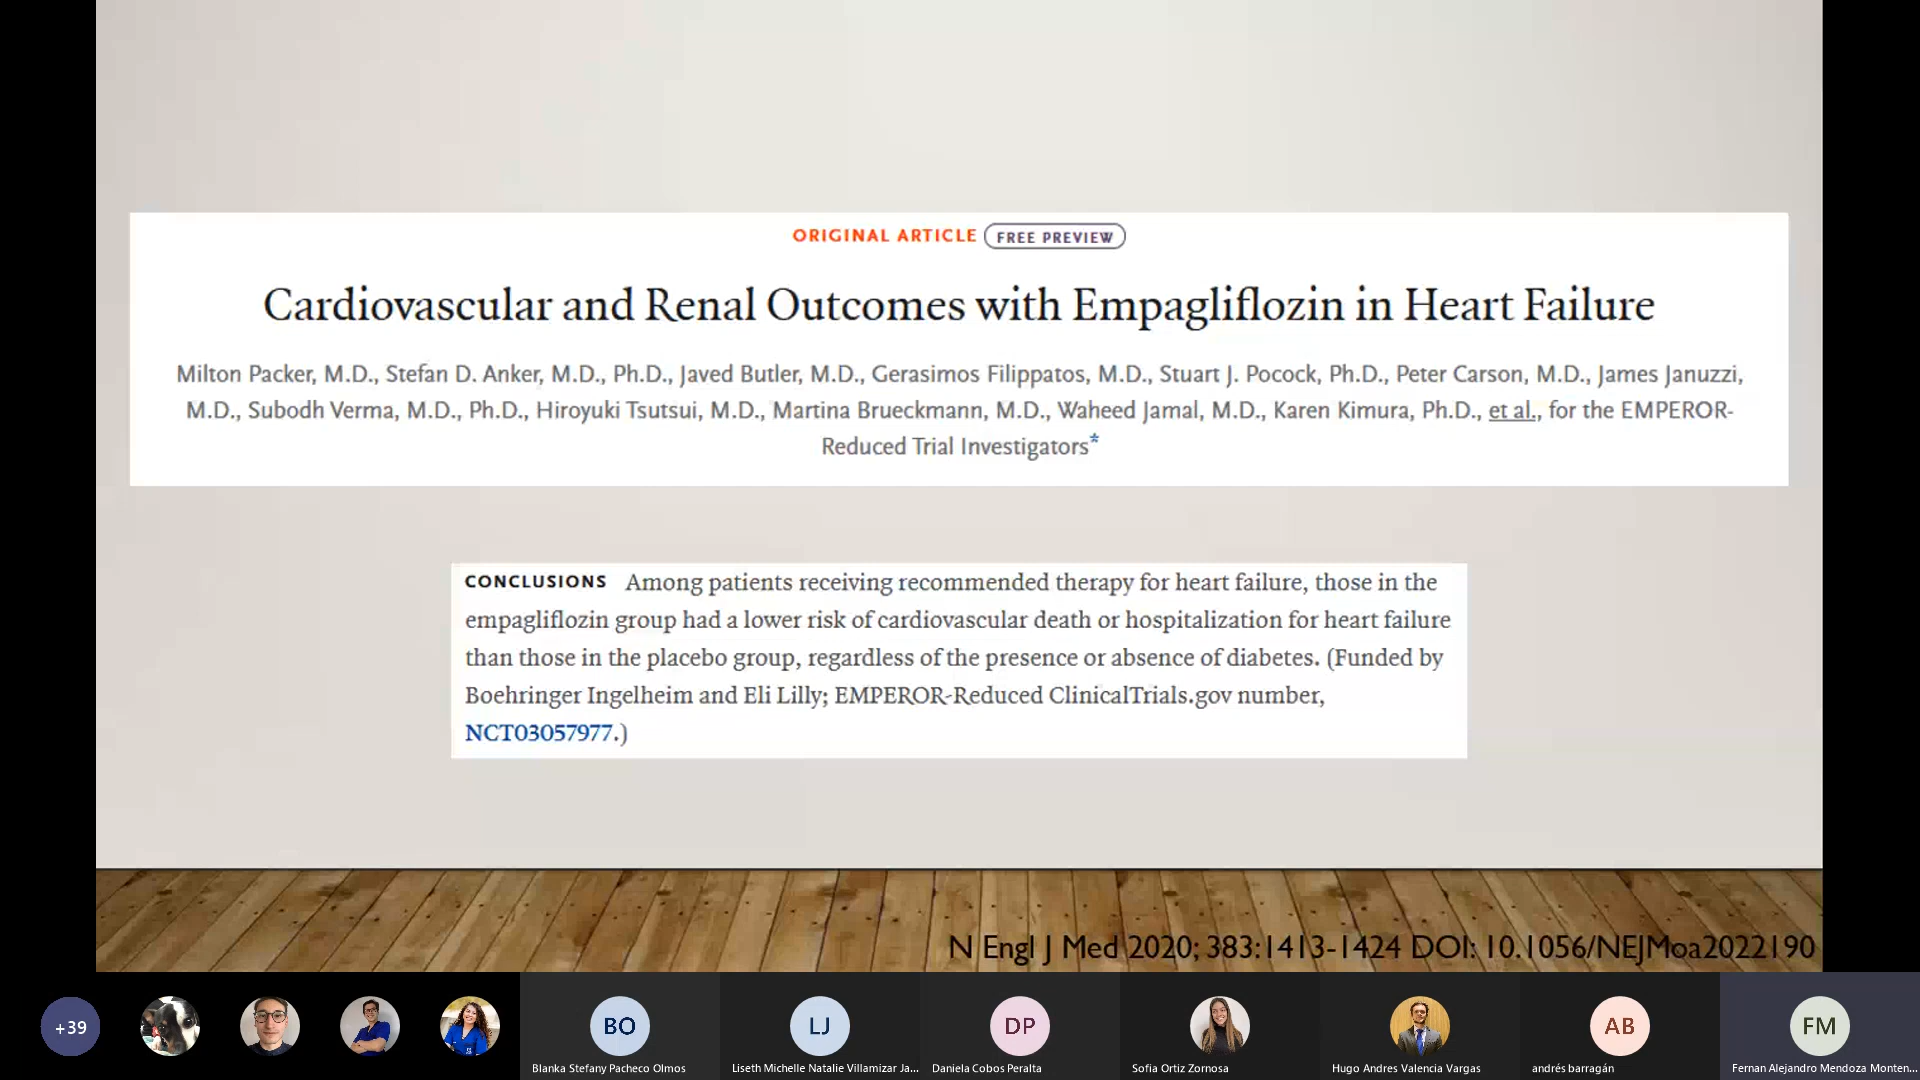 ORIGINAL ARTICLE FREE PREVIEW
Cardiovascular and Renal Outcomes with Empagliflozin in Heart Failure
Milton Packer, M.D., Stefan D. Anker, M.D., Ph.D., Javed Butler, M.D., Gerasimos Filippatos, M.D., Stuart J. Pocock, Ph.D., Peter Carson, M.D., James Januzzi,
M.D., Subodh Verma, M.D., Ph.D., Hiroyuki Tsutsui, M.D., Martina Brueckmann, M.D., Waheed Jamal, M.D., Karen Kimura, Ph.D., et al., for the EMPEROR-
Reduced Trial Investigators*
CONCLUSIONS Among patients receiving recommended therapy for heart failure, those in the
empagliflozin group had a lower risk of cardiovascular death or hospitalization for heart failure
than those in the placebo group, regardless of the presence or absence of diabetes. (Funded by
Boehringer Ingelheim and Eli Lilly; EMPEROR-Reduced ClinicalTrials.gov number,
NCT03057977.)
N Engl J Med 2020; 383:1413-1424 DOI: 10.1056/NEJMoa2022190
+39
BO
LJ
DP
AB
FM
Blanka Stefany Pacheco Olmos
Liseth Michelle Natalie Villamizar Ja...
Daniela Cobos Peralta
Sofia Ortiz Zornosa
Hugo Andres Valencia Vargas
andrés barragán
Fernan Alejandro Mendoza Monten...